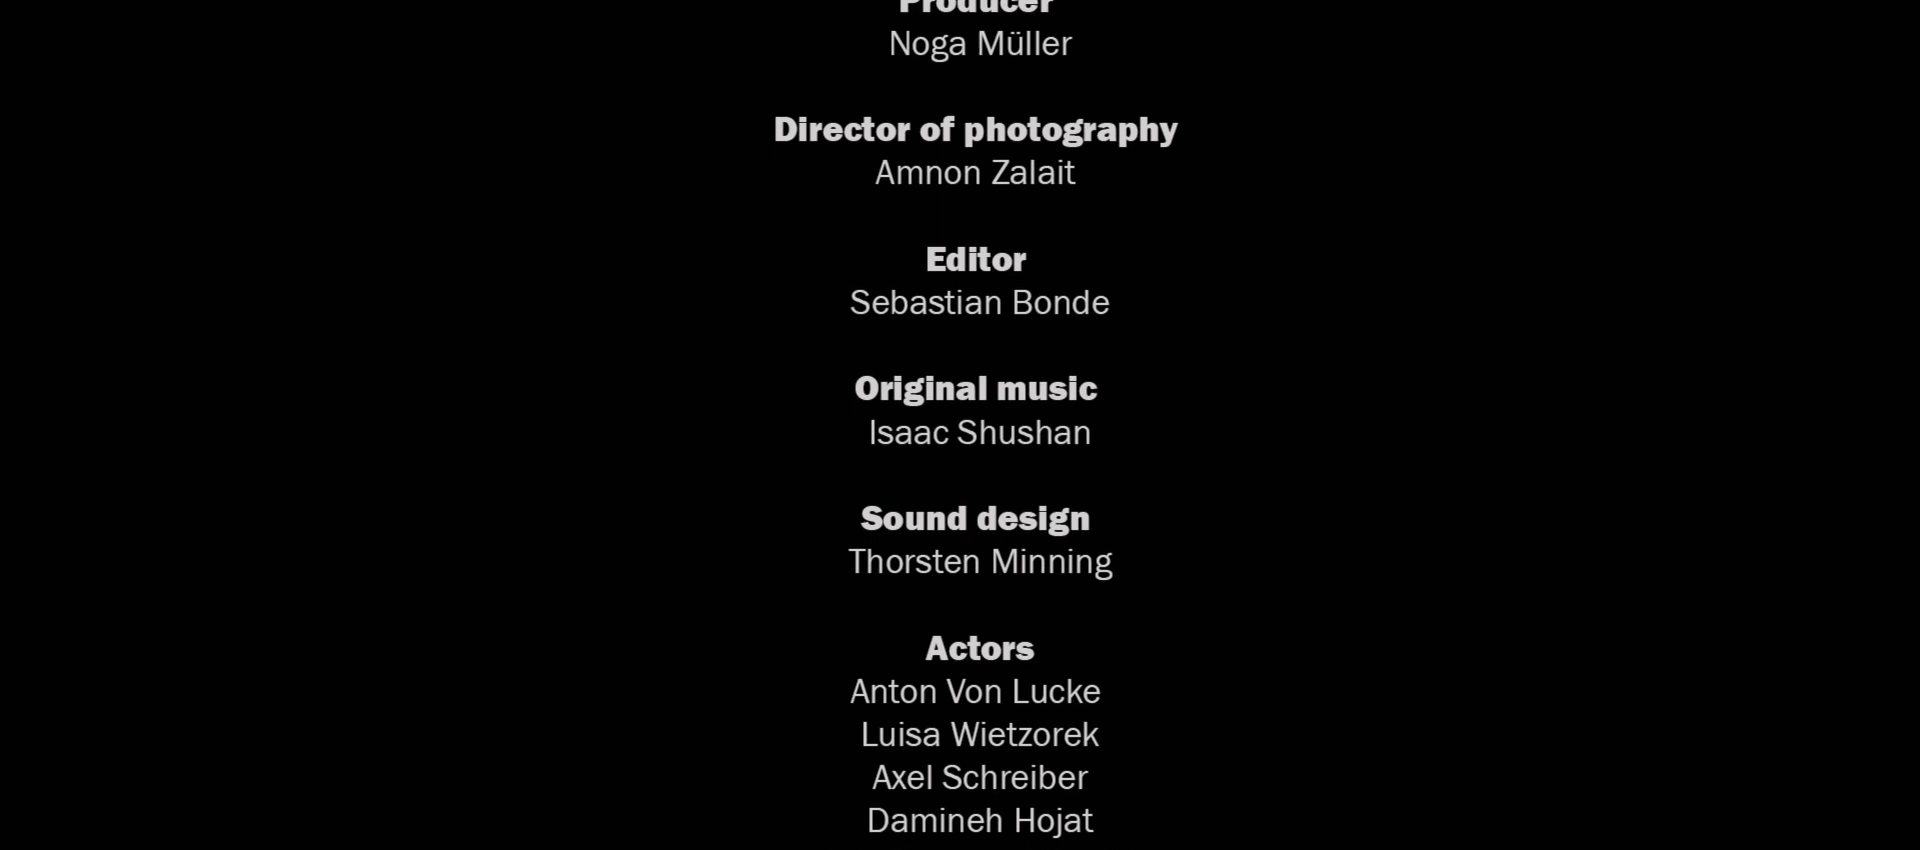 Producer
Noga Müller
Director of photography
Amnon Zalait
Editor
Sebastian Bonde
Original music
Isaac Shushan
Sound design
Thorsten Minning
Actors
Anton Von Lucke
Luisa Wietzorek
Axel Schreiber
Damineh Hojat